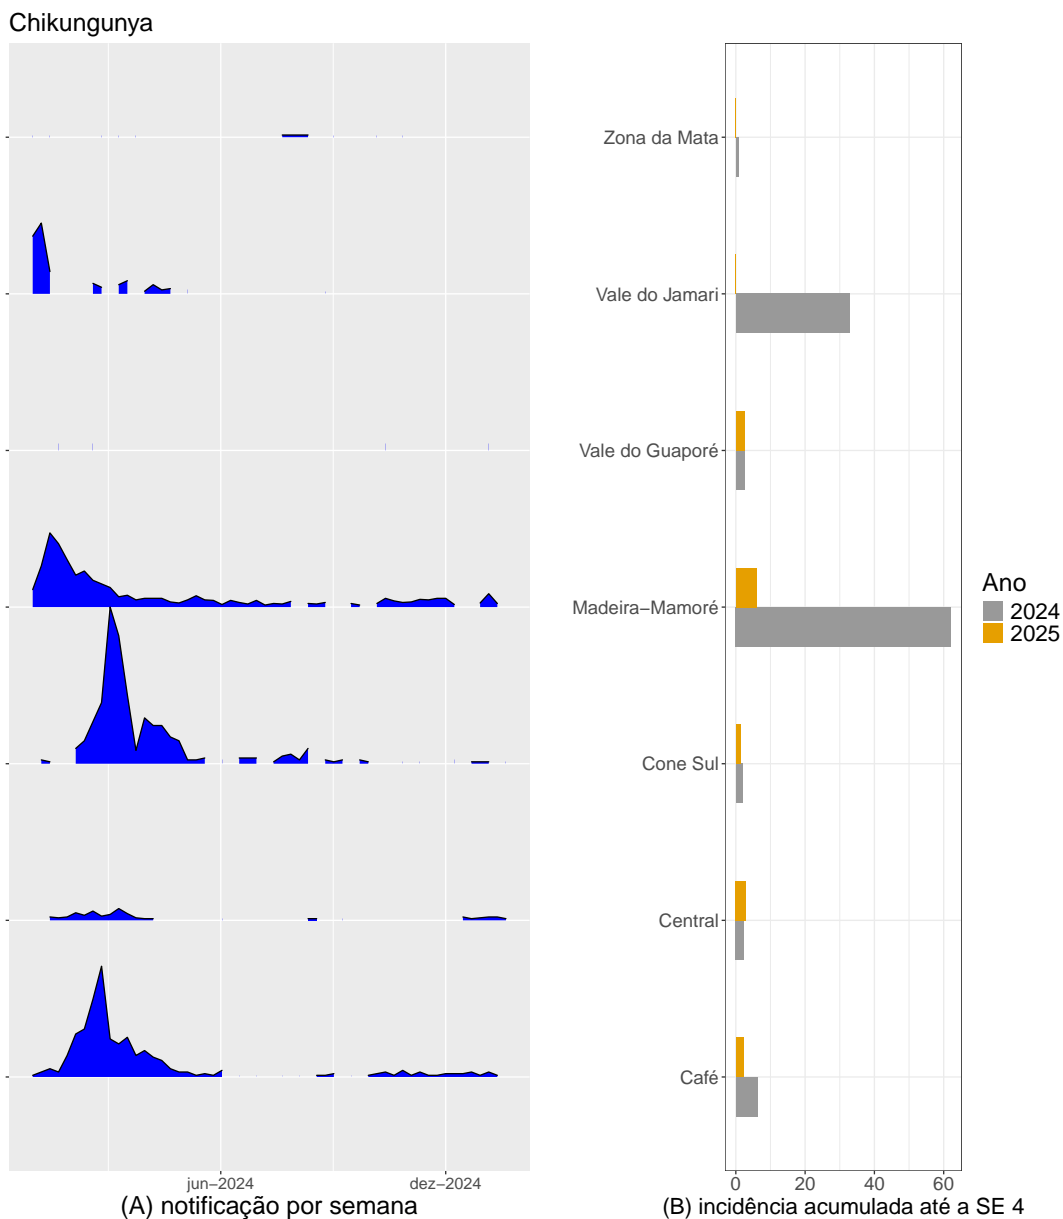 Chikungunya
Zona da Mata
Vale do Jamari
Vale do Guaporé
Madeira−Mamoré
Cone Sul
Central
Café
Ano
2024
2025
jun−2024
dez−2024
0
20
40
60
(A) notificação por semana
(B) incidência acumulada até a SE 4